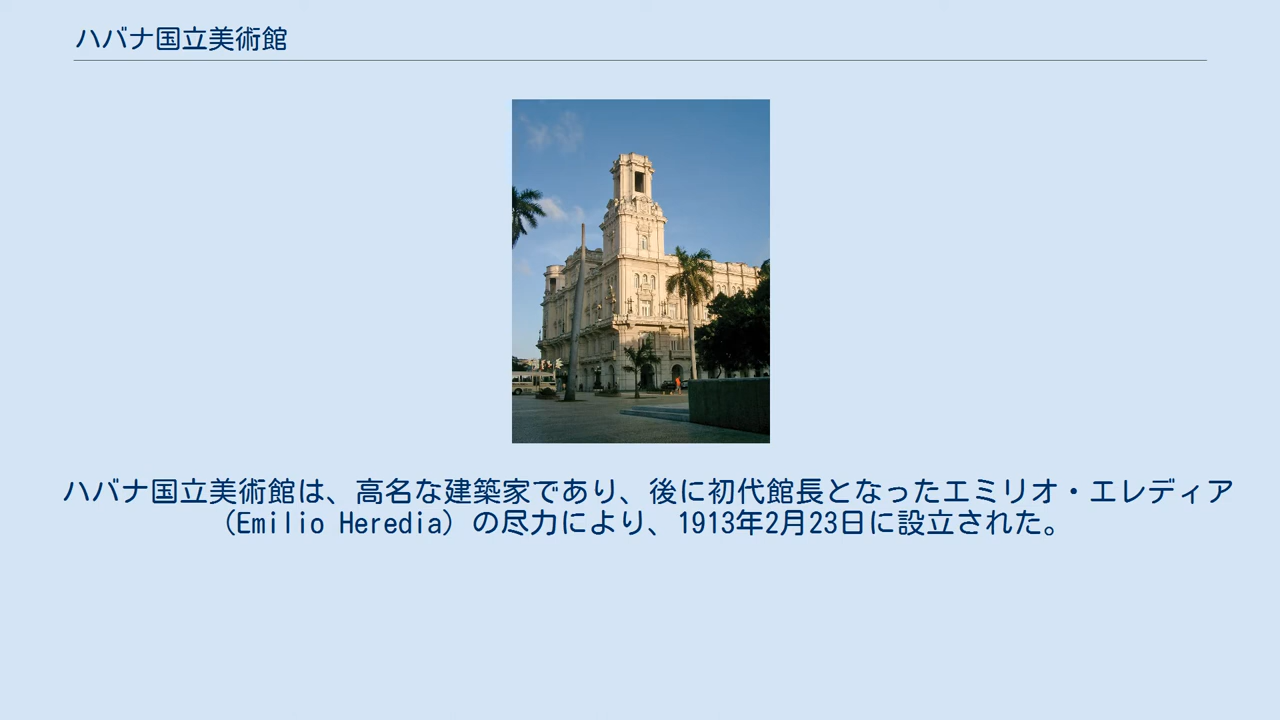 ハバナ国立美術館
ハバナ国立美術館は、高名な建築家であり、後に初代館長となったエミリオ・エレディア
（Emilio Heredia）の尽力により、1913年2月23日に設立された。